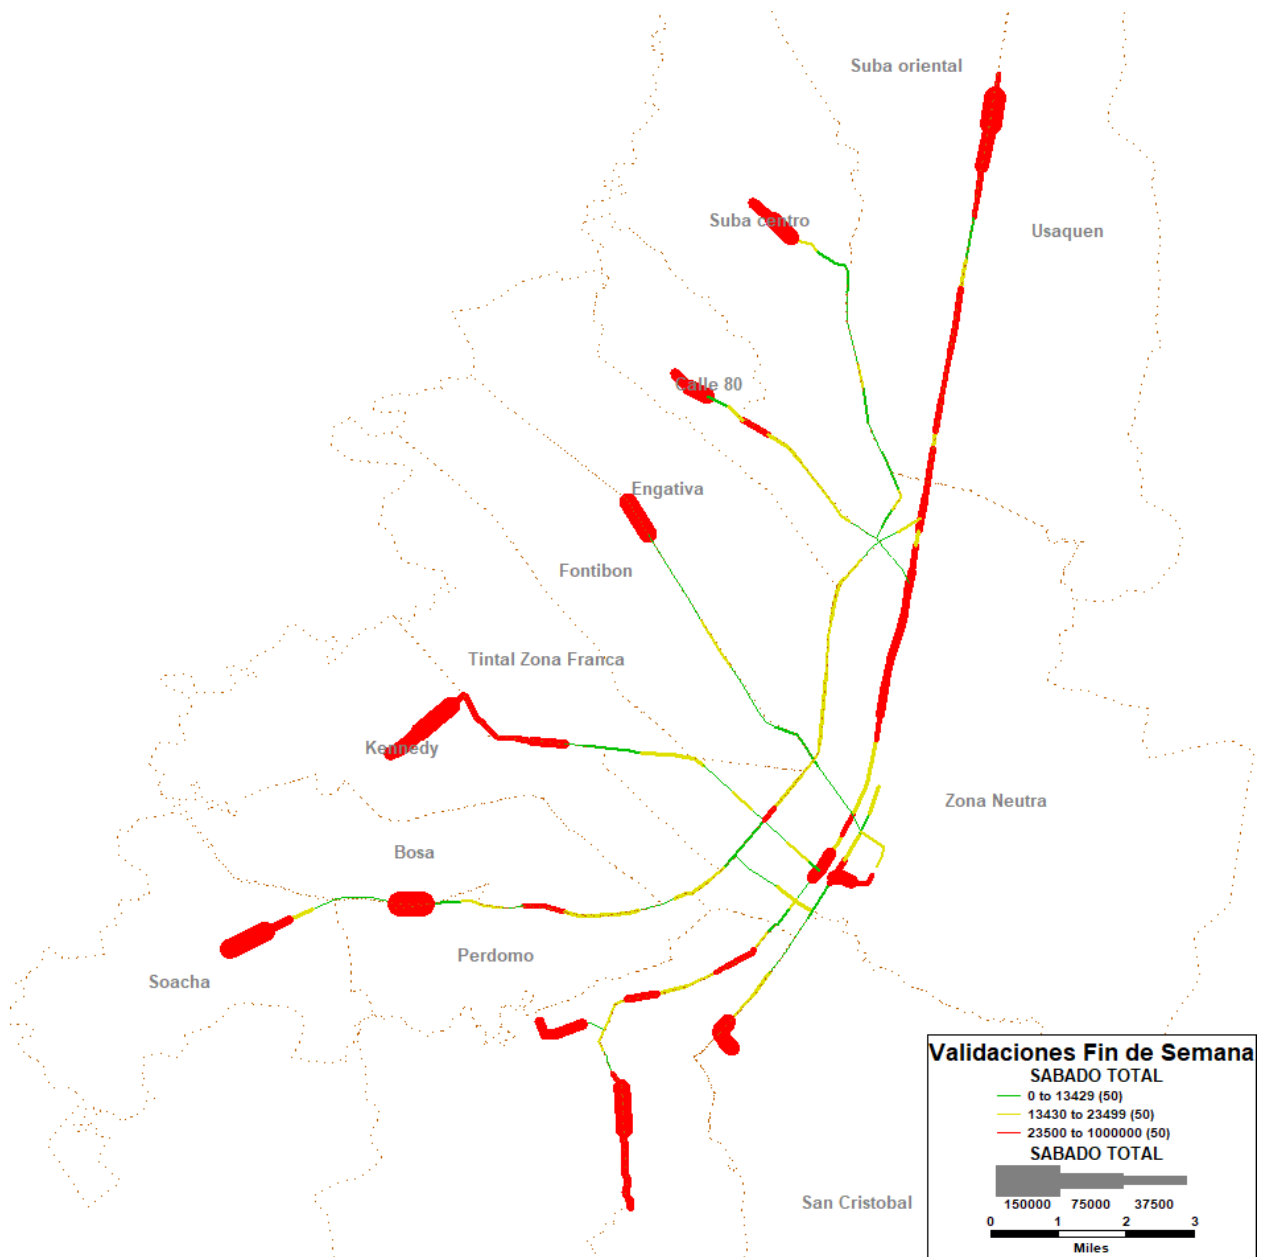 Suba oriental
Suba centro
Usaquen
Calle 80
Engativa
Fontibon
Tintal Zona Franca
Kennedy
Zona Neutra
Bosa
Perdomo
Soacha
San Cristobal
Validaciones Fin de Semana
SABADO TOTAL
0 to 13429 (50)
13430 to 23499 (50)
23500 to 1000000 (50)
SABADO TOTAL
150000 75000 37500
0 1 2 3
Miles